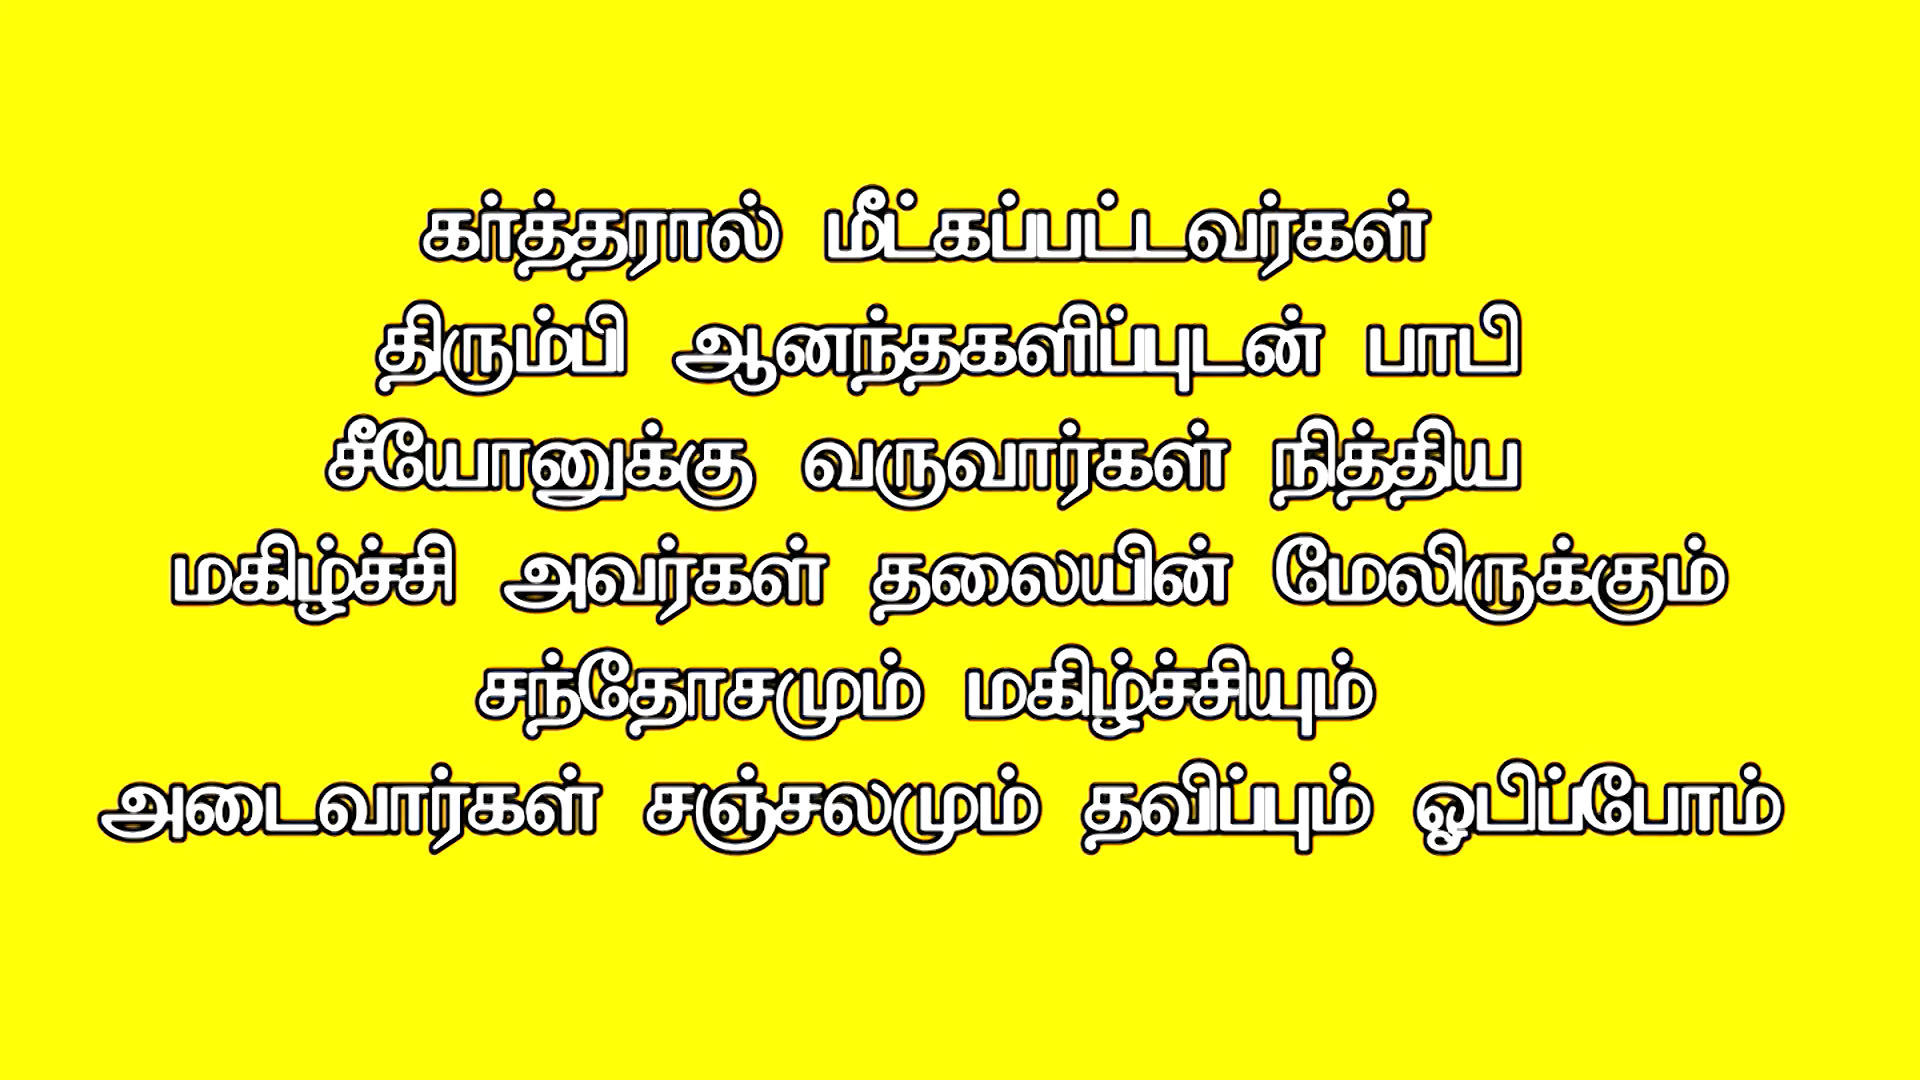 கர்த்தரால் மீட்கப்பட்டவர்கள்
திரும்பி ஆனந்தகளிப்புடன் பாபி
சீயோனுக்கு வருவார்கள் நித்திய
மகிழ்ச்சி அவர்கள் தலையின் மேலிருக்கும்
சந்தோசமும் மகிழ்ச்சியும்
அடைவார்கள் சஞ்சலமும் தவிப்பும் ஓபிப்போம்